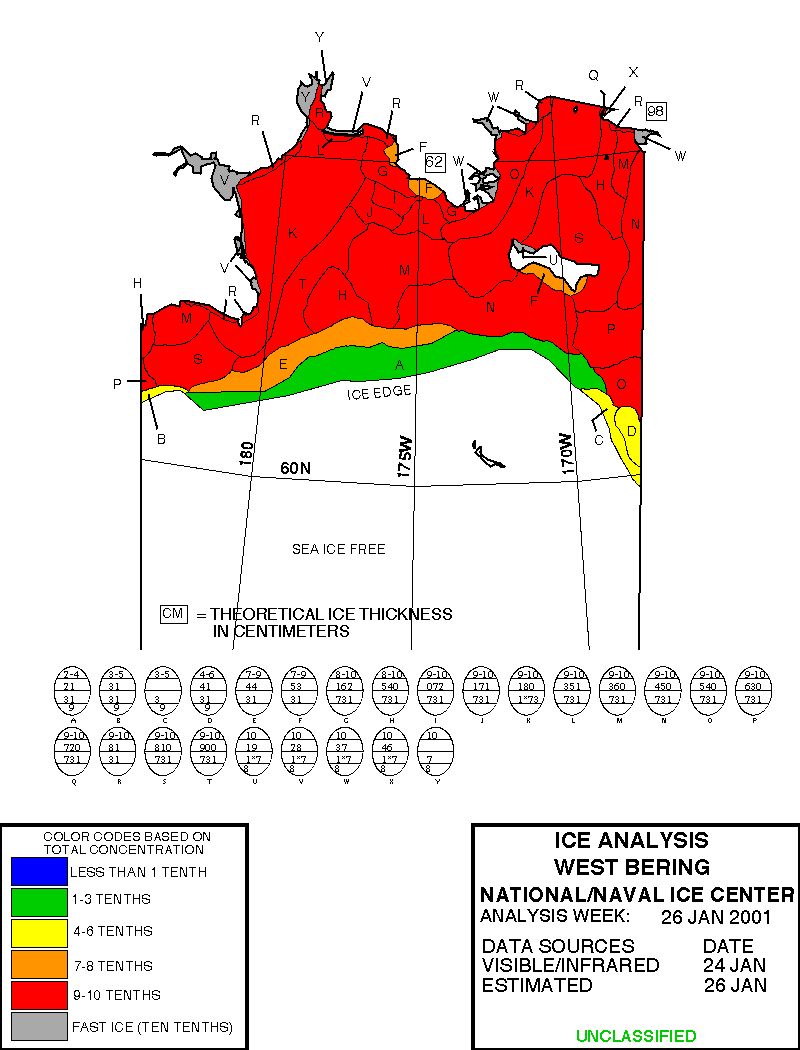 Y
X
Q
V
R
W
R
R
98
Y
R
R
F
W
L
62
W
M
G
O
V
F
K
H
I
J
L
G
N
K
S
U
V
M
T
H
R
F
H
N
M
P
S
E
A
P
O
ICE EDGE
B
C
D
180
175W
170W
60N
SEA ICE FREE
CM = THEORETICAL ICE THICKNESS
IN CENTIMETERS
2-4 3-5 3-5 4-6 7-9 7-9 8-10 8-10 9-10 9-10 9-10 9-10 9-10 9-10 9-10 9-10
21 31 41 44 53 162 540 072 171 180 351 360 450 540 630
31 31 3 31 31 31 731 731 731 731 1*73 731 731 731 731 731
9 9 9 9
A B C D E F G H I J K L M N O P
9-10 9-10 9-10 9-10 10 10 10 10 10
720 81 810 900 19 28 37 46
731 31 731 731 1*7 1*7 1*7 1*7 7
8 8 8 8 8
Q R S T U V W X Y
COLOR CODES BASED ON
TOTAL CONCENTRATION
LESS THAN 1 TENTH
1-3 TENTHS
4-6 TENTHS
7-8 TENTHS
9-10 TENTHS
FAST ICE (TEN TENTHS)
ICE ANALYSIS
WEST BERING
NATIONAL/NAVAL ICE CENTER
ANALYSIS WEEK: 26 JAN 2001
DATA SOURCES DATE
VISIBLE/INFRARED 24 JAN
ESTIMATED 26 JAN
UNCLASSIFIED